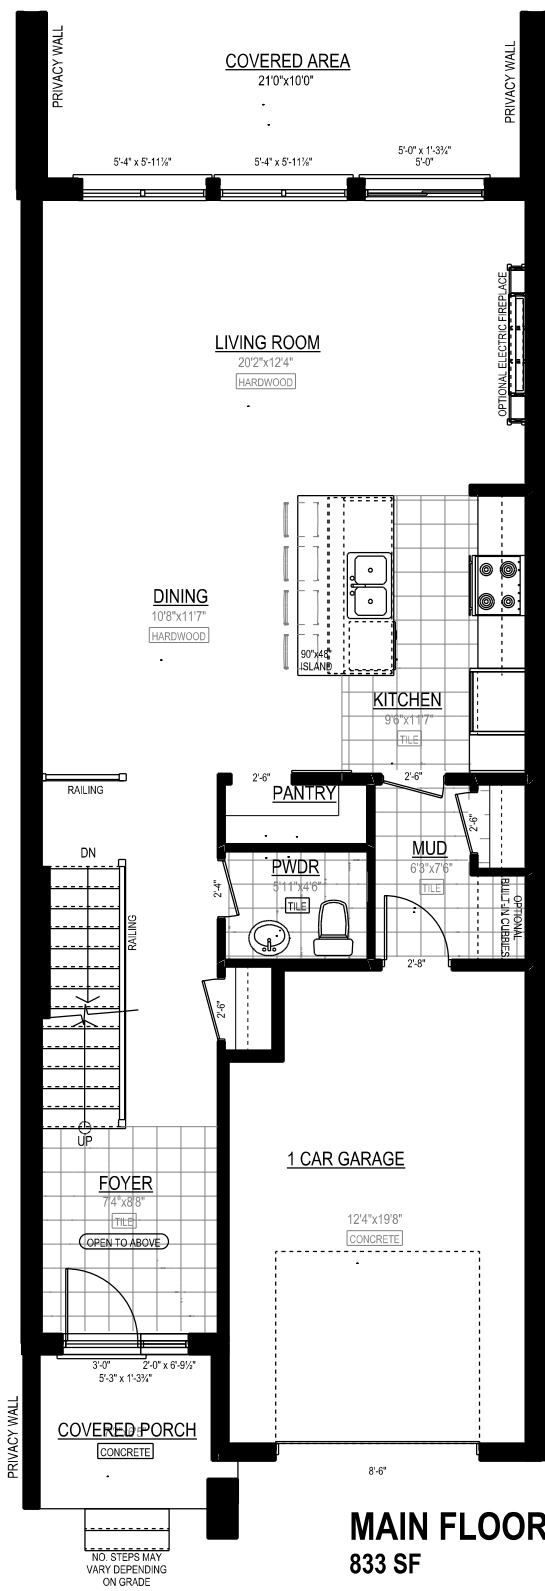 PRIVACY WALL
COVERED AREA
21'0"x10'0"
PRIVACY WALL
5'-4" x 5'-11⅛"
5'-4" x 5'-11⅛"
5'-0" x 1'-3¾"
5'-0"
OPTIONAL ELECTRIC FIREPLACE
LIVING ROOM
20'2"x12'4"
HARDWOOD
DINING
10'8"x11'7"
HARDWOOD
90"x48"
ISLAND
KITCHEN
9'6"x11'7"
TILE
RAILING
2'-6"
PANTRY
2'-6"
2'-6"
MUD
6'3"x7'6"
TILE
OPTIONAL
BUILT-IN CUBBIES
DN
RAILING
PWDR
5'11"x4'6"
TILE
2'-4"
2'-8"
2'-6"
UP
FOYER
7'4"x8'8"
TILE
OPEN TO ABOVE
1 CAR GARAGE
12'4"x19'8"
CONCRETE
3'-0"
2'-0" x 6'-9½"
5'-3" x 1'-3¾"
PRIVACY WALL
COVERED PORCH
CONCRETE
8'-6"
NO. STEPS MAY
VARY DEPENDING
ON GRADE
MAIN FLOOR
833 SF